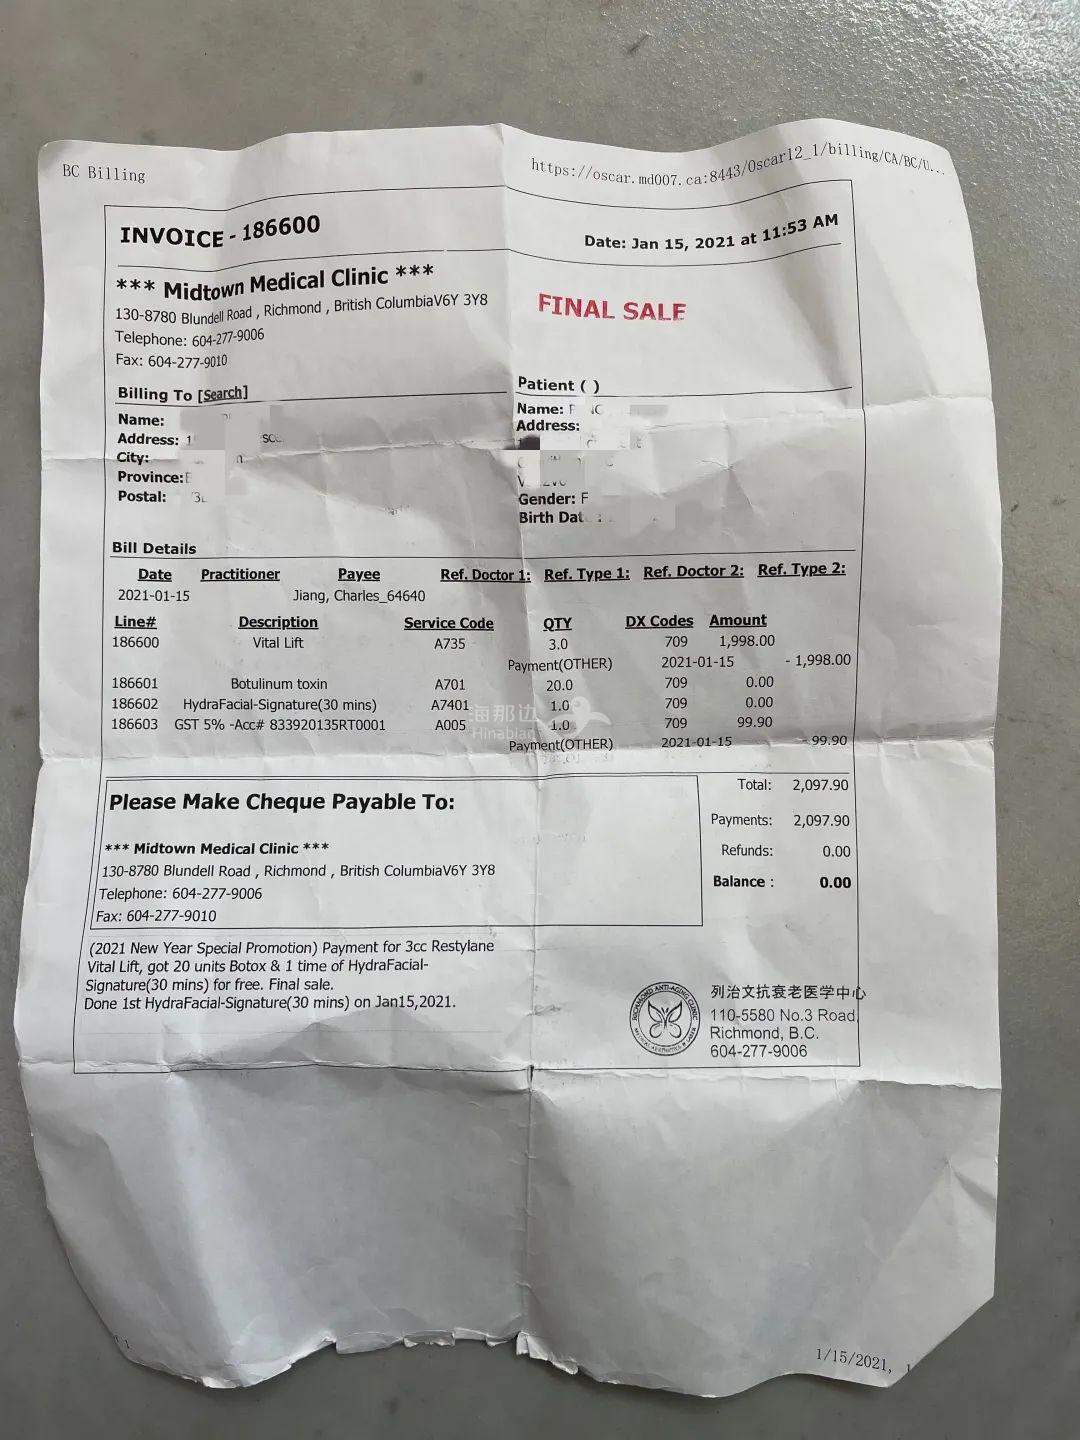 BC Billing
https://oscar.md007.ca:8443/Oscar12_1/billing/CA/BC/U...
INVOICE - 186600
Date: Jan 15, 2021 at 11:53 AM
*** Midtown Medical Clinic ***
130-8780 Blundell Road , Richmond , British ColumbiaV6Y 3Y8
Telephone: 604-277-9006
Fax: 604-277-9010
FINAL SALE
Billing To [Search]
Patient ( )
Name:
Address:
City:
Province:
Postal:
Name:
Address:
Gender: F
Birth Dat
Bill Details
Date Practitioner Payee Ref. Doctor 1: Ref. Type 1: Ref. Doctor 2: Ref. Type 2:
2021-01-15 Jiang, Charles_64640
Line# Description Service Code QTY DX Codes Amount
186600 Vital Lift A735 3.0 709 1,998.00
Payment(OTHER) 2021-01-15 - 1,998.00
186601 Botulinum toxin A701 20.0 709 0.00
186602 HydraFacial-Signature(30 mins) A7401 1.0 709 0.00
186603 GST 5% -Acc# 833920135RT0001 A005 1.0 709 99.90
Payment(OTHER) 2021-01-15 - 99.90
海那边
Hinabian
Total: 2,097.90
Payments: 2,097.90
Refunds: 0.00
Balance : 0.00
Please Make Cheque Payable To:
*** Midtown Medical Clinic ***
130-8780 Blundell Road , Richmond , British ColumbiaV6Y 3Y8
Telephone: 604-277-9006
Fax: 604-277-9010
(2021 New Year Special Promotion) Payment for 3cc Restylane
Vital Lift, got 20 units Botox & 1 time of HydraFacial-
Signature(30 mins) for free. Final sale.
Done 1st HydraFacial-Signature(30 mins) on Jan15,2021.
RICHMOND ANTI-AGING CLINIC
MEDICAL AESTHETICS & LASER
列治文抗衰老医学中心
110-5580 No.3 Road
Richmond, B.C.
604-277-9006
1/15/2021,